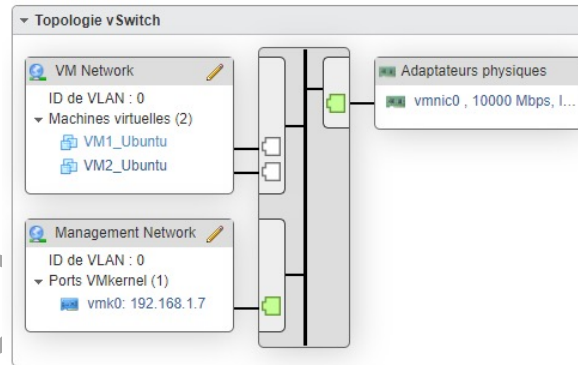 Topologie vSwitch
VM Network
ID de VLAN : 0
Machines virtuelles (2)
VM1_Ubuntu
VM2_Ubuntu
Management Network
ID de VLAN : 0
Ports VMkernel (1)
vmk0: 192.168.1.7
Adaptateurs physiques
vmnic0 , 10000 Mbps, I...